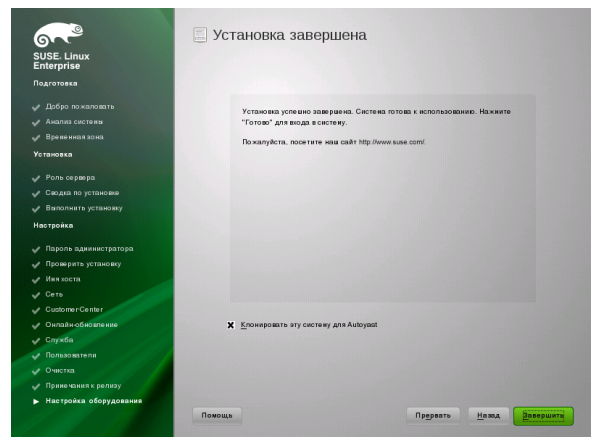 SUSE. Linux
Enterprise
Подготовка
Добро пожаловать
Анализ системы
Временная зона
Установка
Роль сервера
Сводка по установке
Выполнить установку
Настройка
Пароль администратора
Проверить установку
Имя хоста
Сеть
Customer Center
Онлайн-обновление
Служба
Пользователи
Очистка
Примечания к релизу
Настройка оборудования
Установка завершена
Установка успешно завершена. Система готова к использованию. Нажмите
"Готово" для входа в систему.
Пожалуйста, посетите наш сайт http://www.suse.com/.
Клонировать эту систему для Autoyast
Помощь
Прервать
Назад
Завершить